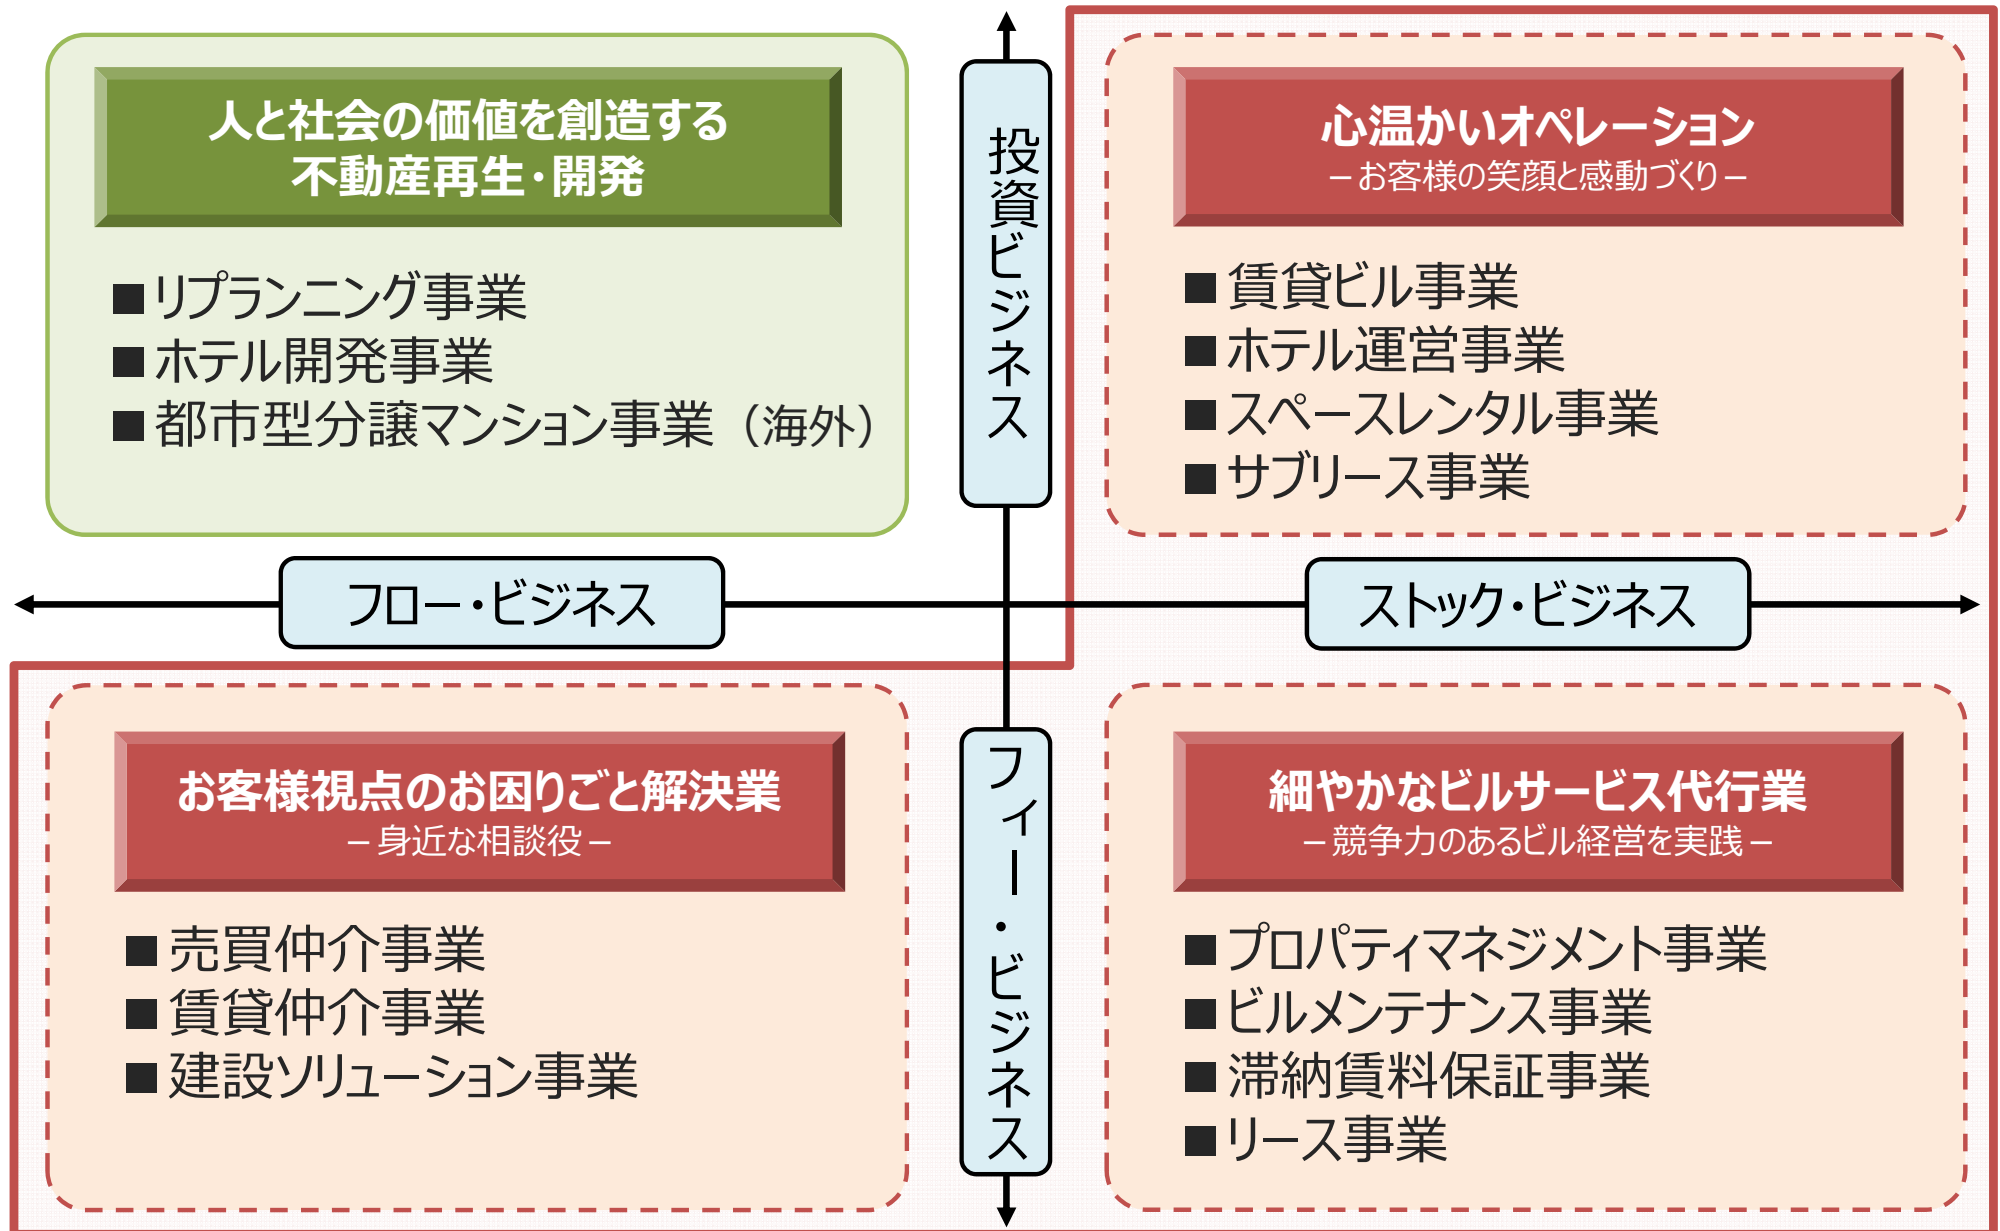 人と社会の価値を創造する
不動産再生・開発
■リプランニング事業
■ホテル開発事業
■都市型分譲マンション事業（海外）
投資ビジネス
心温かいオペレーション
－お客様の笑顔と感動づくり－
■賃貸ビル事業
■ホテル運営事業
■スペースレンタル事業
■サブリース事業
フロー・ビジネス
ストック・ビジネス
お客様視点のお困りごと解決業
－身近な相談役－
■売買仲介事業
■賃貸仲介事業
■建設ソリューション事業
フィー・ビジネス
細やかなビルサービス代行業
－競争力のあるビル経営を実践－
■プロパティマネジメント事業
■ビルメンテナンス事業
■滞納賃料保証事業
■リース事業